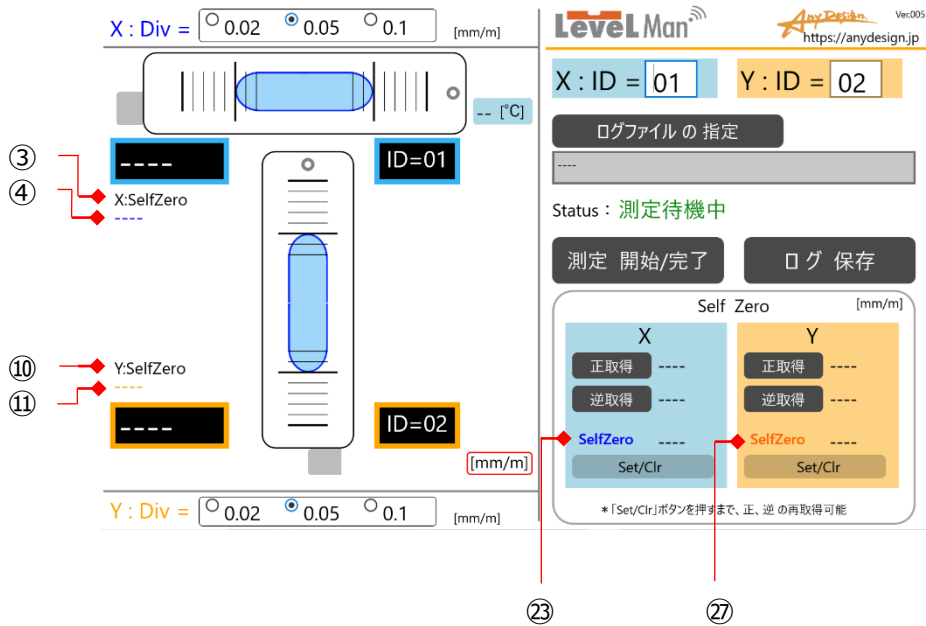 X : Div = 0.02 0.05 0.1 [mm/m]
-- [°C]
---- ID=01
③
④
X:SelfZero
----
⑩
⑪
Y:SelfZero
----
---- ID=02
[mm/m]
Y : Div = 0.02 0.05 0.1 [mm/m]
LeveL Man
AnyDesign. Ver.005
https://anydesign.jp
X : ID = 01 Y : ID = 02
ログファイル の 指定
----
Status : 測定待機中
測定 開始/完了 ログ 保存
Self Zero [mm/m]
X Y
正取得 ---- 正取得 ----
逆取得 ---- 逆取得 ----
SelfZero ---- SelfZero ----
Set/Clr Set/Clr
*「Set/Clr」ボタンを押すまで、正、逆 の再取得可能
㉓ ㉗